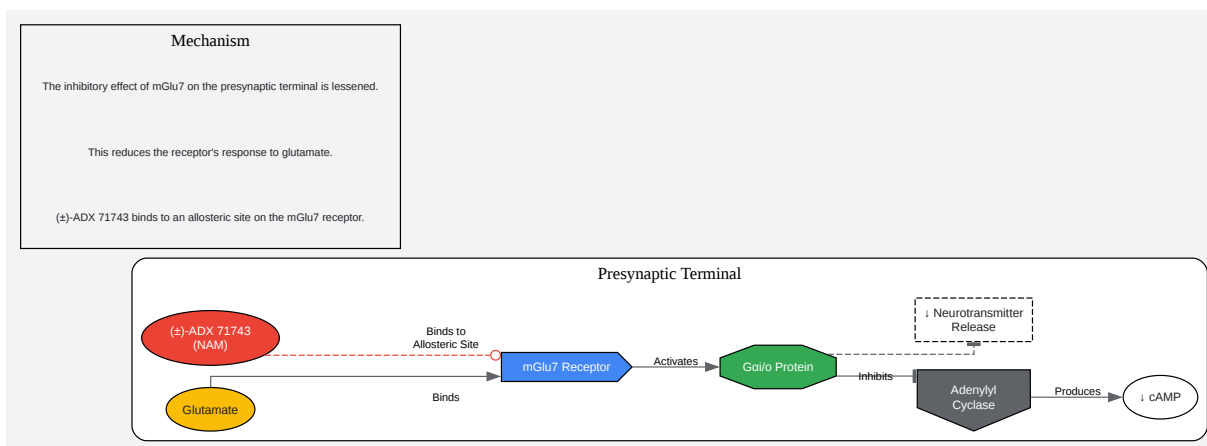 Mechanism
The inhibitory effect of mGlu7 on the presynaptic terminal is lessened.
This reduces the receptor's response to glutamate.
(±)-ADX 71743 binds to an allosteric site on the mGlu7 receptor.
Presynaptic Terminal
(±)-ADX 71743
(NAM)
Glutamate
Binds to
Allosteric Site
Binds
mGlu7 Receptor
Activates
Gαi/o Protein
↓ Neurotransmitter
Release
Inhibits
Adenylyl
Cyclase
Produces
↓ cAMP